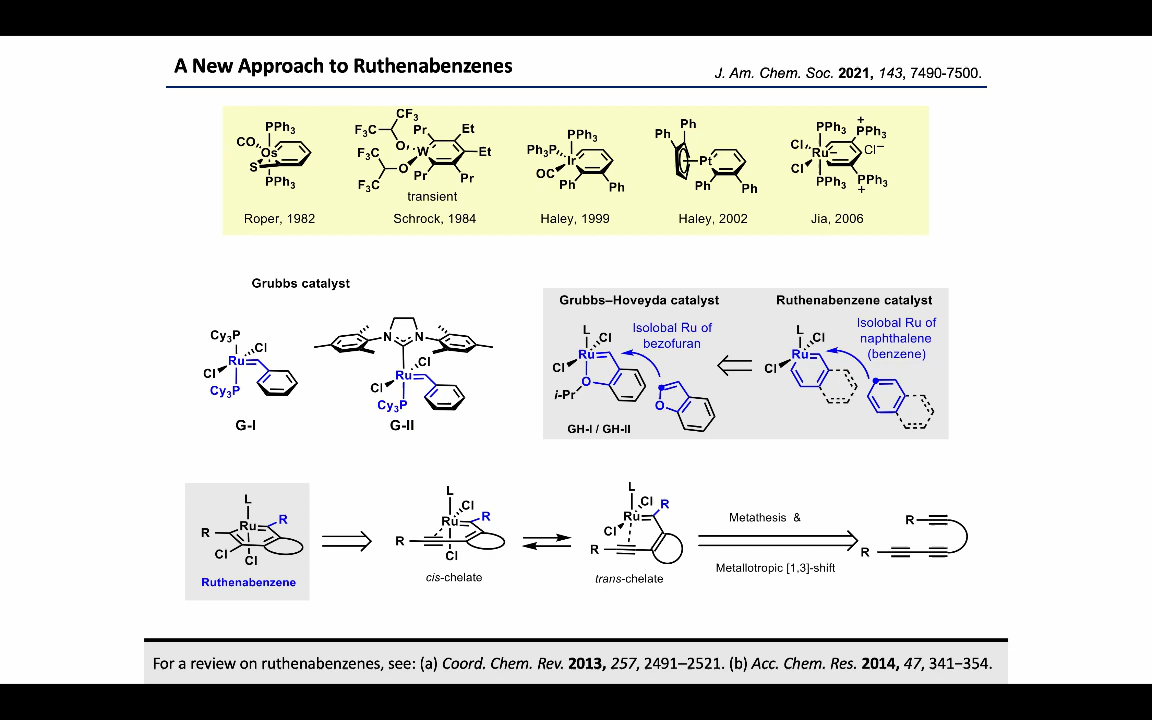 A New Approach to Ruthenabenzenes
J. Am. Chem. Soc. 2021, 143, 7490-7500.
PPh3
CO
Os
S
PPh3
Roper, 1982
CF3
F3C
Pr
Et
O
W
Et
F3C
O
Pr
Pr
F3C
transient
Schrock, 1984
PPh3
Ph3P
Ir
OC
Ph
Ph
Haley, 1999
Ph
Ph
Pt
Ph
Ph
Haley, 2002
PPh3
+
PPh3
Cl
Ru−
Cl−
Cl
PPh3
PPh3
+
Jia, 2006
Grubbs catalyst
Cy3P
Cl
Ru
Cl
Cy3P
G-I
N
N
Cl
Ru
Cl
Cy3P
G-II
Grubbs–Hoveyda catalyst
L
Cl
Ru
Cl
O
i-Pr
Isolobal Ru of
bezofuran
O
GH-I / GH-II
Ruthenabenzene catalyst
L
Cl
Ru
Cl
Isolobal Ru of
naphthalene
(benzene)
L
R
Ru
R
Cl
Cl
Ruthenabenzene
L
Cl
Ru
R
R
Cl
cis-chelate
L
Cl
R
Ru
Cl
R
trans-chelate
Metathesis &
Metallotropic [1,3]-shift
R
R
For a review on ruthenabenzenes, see: (a) Coord. Chem. Rev. 2013, 257, 2491–2521. (b) Acc. Chem. Res. 2014, 47, 341−354.